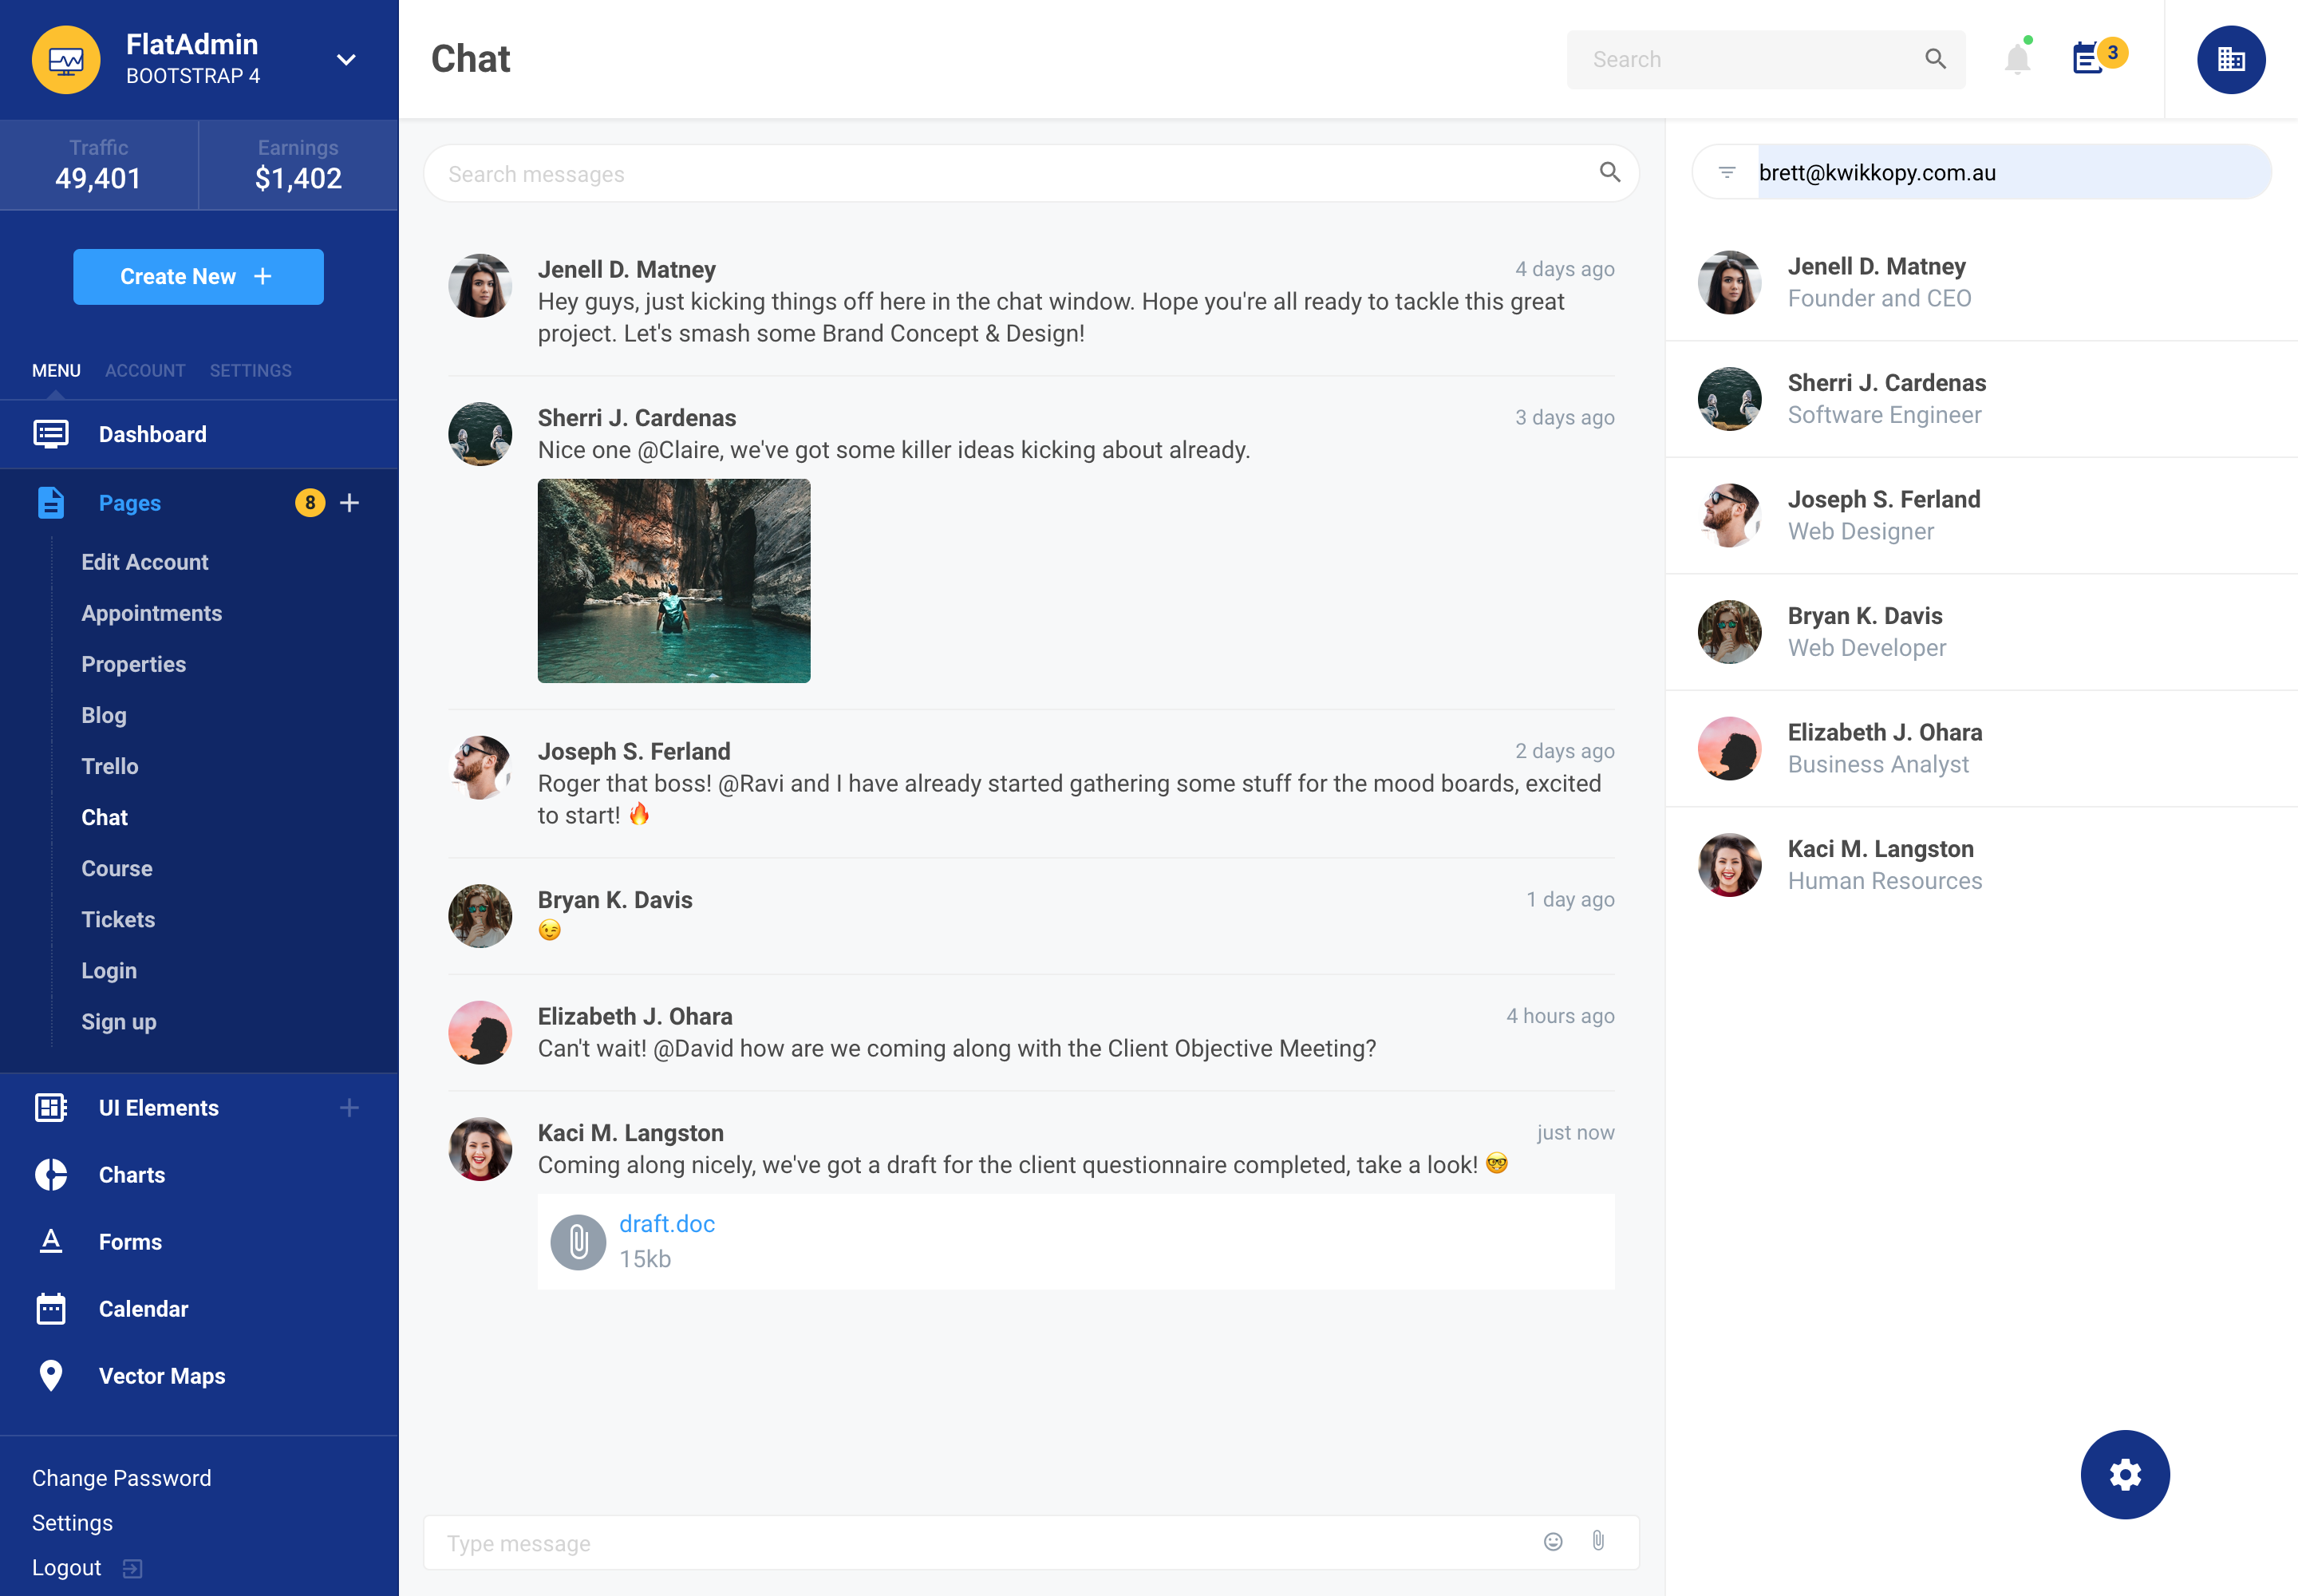 FlatAdmin
BOOTSTRAP 4
Traffic
49,401
Earnings
$1,402
Create New
MENU
ACCOUNT
SETTINGS
Dashboard
Pages
8
Edit Account
Appointments
Properties
Blog
Trello
Chat
Course
Tickets
Login
Sign up
UI Elements
Charts
Forms
Calendar
Vector Maps
Change Password
Settings
Logout
Chat
Search
3
Search messages
Jenell D. Matney
4 days ago
Hey guys, just kicking things off here in the chat window. Hope you're all ready to tackle this great
project. Let's smash some Brand Concept & Design!
Sherri J. Cardenas
3 days ago
Nice one @Claire, we've got some killer ideas kicking about already.
Joseph S. Ferland
2 days ago
Roger that boss! @Ravi and I have already started gathering some stuff for the mood boards, excited
to start! 🔥
Bryan K. Davis
1 day ago
😉
Elizabeth J. Ohara
4 hours ago
Can't wait! @David how are we coming along with the Client Objective Meeting?
Kaci M. Langston
just now
Coming along nicely, we've got a draft for the client questionnaire completed, take a look! 🤓
draft.doc
15kb
Type message
brett@kwikkopy.com.au
Jenell D. Matney
Founder and CEO
Sherri J. Cardenas
Software Engineer
Joseph S. Ferland
Web Designer
Bryan K. Davis
Web Developer
Elizabeth J. Ohara
Business Analyst
Kaci M. Langston
Human Resources